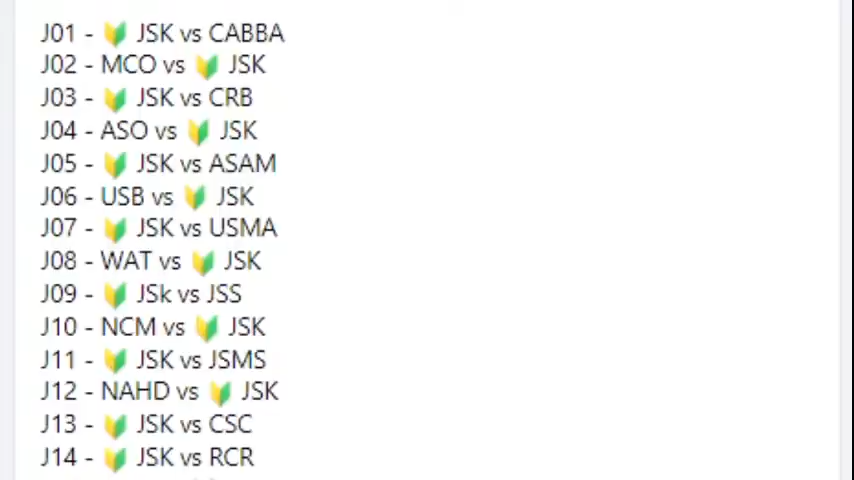 J01 - 🔰 JSK vs CABBA
J02 - MCO vs 🔰 JSK
J03 - 🔰 JSK vs CRB
J04 - ASO vs 🔰 JSK
J05 - 🔰 JSK vs ASAM
J06 - USB vs 🔰 JSK
J07 - 🔰 JSK vs USMA
J08 - WAT vs 🔰 JSK
J09 - 🔰 JSk vs JSS
J10 - NCM vs 🔰 JSK
J11 - 🔰 JSK vs JSMS
J12 - NAHD vs 🔰 JSK
J13 - 🔰 JSK vs CSC
J14 - 🔰 JSK vs RCR